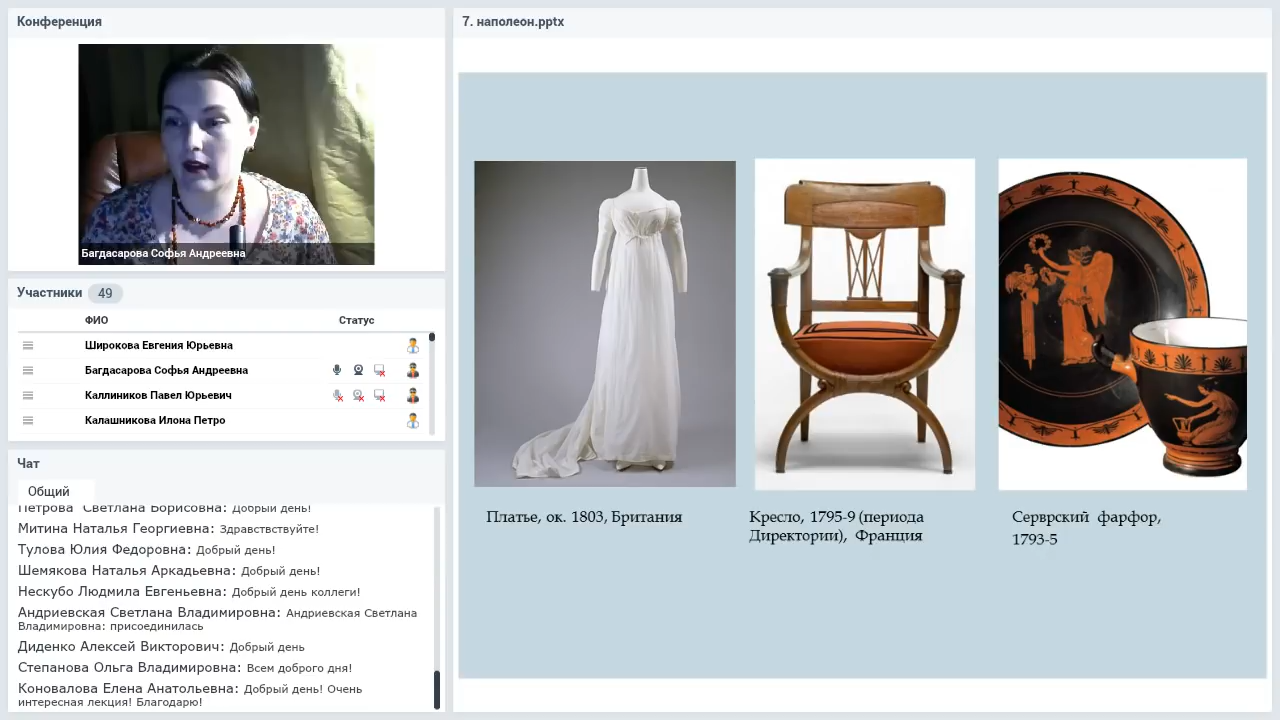 Конференция
Багдасарова Софья Андреевна
Участники 49
ФИО Статус
Широкова Евгения Юрьевна
Багдасарова Софья Андреевна
Каллиников Павел Юрьевич
Калашникова Илона Петро
Чат
Общий
Петрова Светлана Борисовна: Добрый день!
Митина Наталья Георгиевна: Здравстввуйте!
Тулова Юлия Федоровна: Добрый день!
Шемякова Наталья Аркадьевна: Добрый день!
Нескубо Людмила Евгеньевна: Добрый день коллеги!
Андриевская Светлана Владимировна: Андриевская Светлана
Владимировна: присоединилась
Диденко Алексей Викторович: Добрый день
Степанова Ольга Владимировна: Всем доброго дня!
Коновалова Елена Анатольевна: Добрый день! Очень
интересная лекция! Благодарю!
7. наполеон.pptx
Платье, ок. 1803, Британия
Кресло, 1795-9 (периода
Директории), Франция
Серврский фарфор,
1793-5